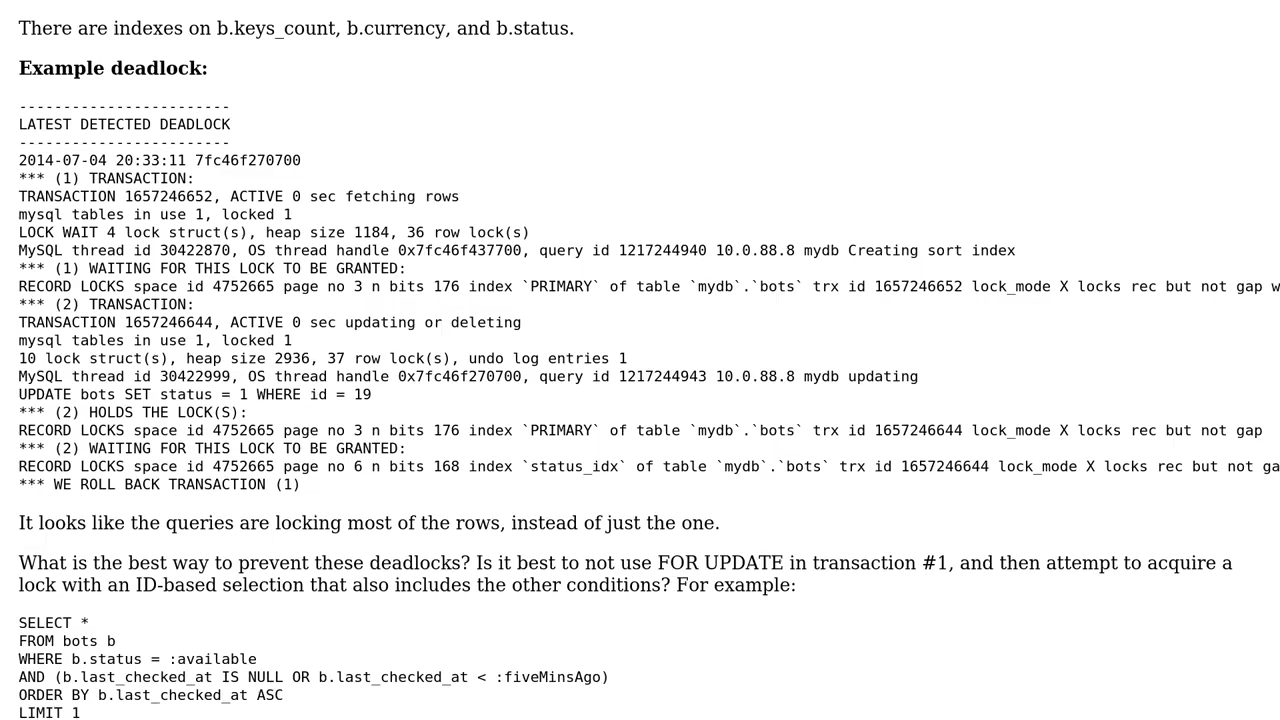 There are indexes on b.keys_count, b.currency, and b.status.
Example deadlock:
------------------------
LATEST DETECTED DEADLOCK
------------------------
2014-07-04 20:33:11 7fc46f270700
*** (1) TRANSACTION:
TRANSACTION 1657246652, ACTIVE 0 sec fetching rows
mysql tables in use 1, locked 1
LOCK WAIT 4 lock struct(s), heap size 1184, 36 row lock(s)
MySQL thread id 30422870, OS thread handle 0x7fc46f437700, query id 1217244940 10.0.88.8 mydb Creating sort index
*** (1) WAITING FOR THIS LOCK TO BE GRANTED:
RECORD LOCKS space id 4752665 page no 3 n bits 176 index `PRIMARY` of table `mydb`.`bots` trx id 1657246652 lock_mode X locks rec but not gap w
*** (2) TRANSACTION:
TRANSACTION 1657246644, ACTIVE 0 sec updating or deleting
mysql tables in use 1, locked 1
10 lock struct(s), heap size 2936, 37 row lock(s), undo log entries 1
MySQL thread id 30422999, OS thread handle 0x7fc46f270700, query id 1217244943 10.0.88.8 mydb updating
UPDATE bots SET status = 1 WHERE id = 19
*** (2) HOLDS THE LOCK(S):
RECORD LOCKS space id 4752665 page no 3 n bits 176 index `PRIMARY` of table `mydb`.`bots` trx id 1657246644 lock_mode X locks rec but not gap
*** (2) WAITING FOR THIS LOCK TO BE GRANTED:
RECORD LOCKS space id 4752665 page no 6 n bits 168 index `status_idx` of table `mydb`.`bots` trx id 1657246644 lock_mode X locks rec but not ga
*** WE ROLL BACK TRANSACTION (1)
It looks like the queries are locking most of the rows, instead of just the one.
What is the best way to prevent these deadlocks? Is it best to not use FOR UPDATE in transaction #1, and then attempt to acquire a
lock with an ID-based selection that also includes the other conditions? For example:
SELECT *
FROM bots b
WHERE b.status = :available
AND (b.last_checked_at IS NULL OR b.last_checked_at < :fiveMinsAgo)
ORDER BY b.last_checked_at ASC
LIMIT 1